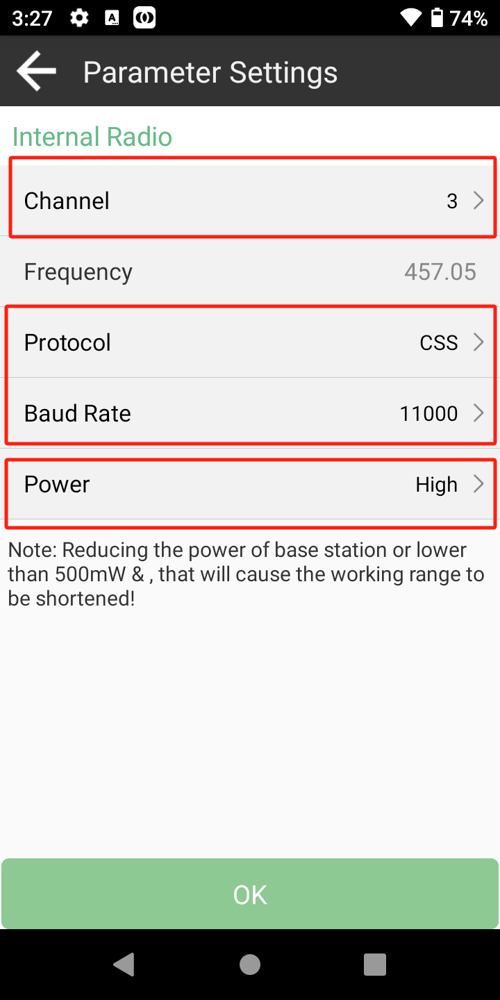 3:27 A... 74%
Parameter Settings
Internal Radio
Channel 3
Frequency 457.05
Protocol CSS
Baud Rate 11000
Power High
Note: Reducing the power of base station or lower
than 500mW & , that will cause the working range to
be shortened!
OK